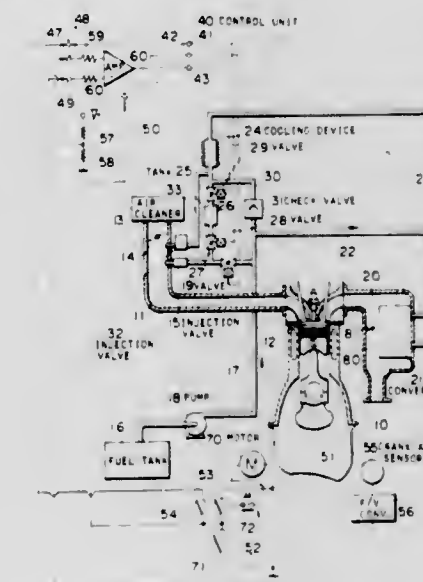 48
40 CONTROL UNIT
47
59
42
41
60
43
60
49
50
57
24 COOLING DEVICE
29 VALVE
58
TANK 25
30
33
AIR CLEANER
26
31 CHECK VALVE
28 VALVE
13
14
22
20
27
19 VALVE
11
15 INJECTION VALVE
32 INJECTION VALVE
12
8
80
17
21
18 PUMP
16
10
70 MOTOR
FUEL TANK
M
51
55 CRANK
SENSOR
53
54
F/V CONV.
56
72
52
71